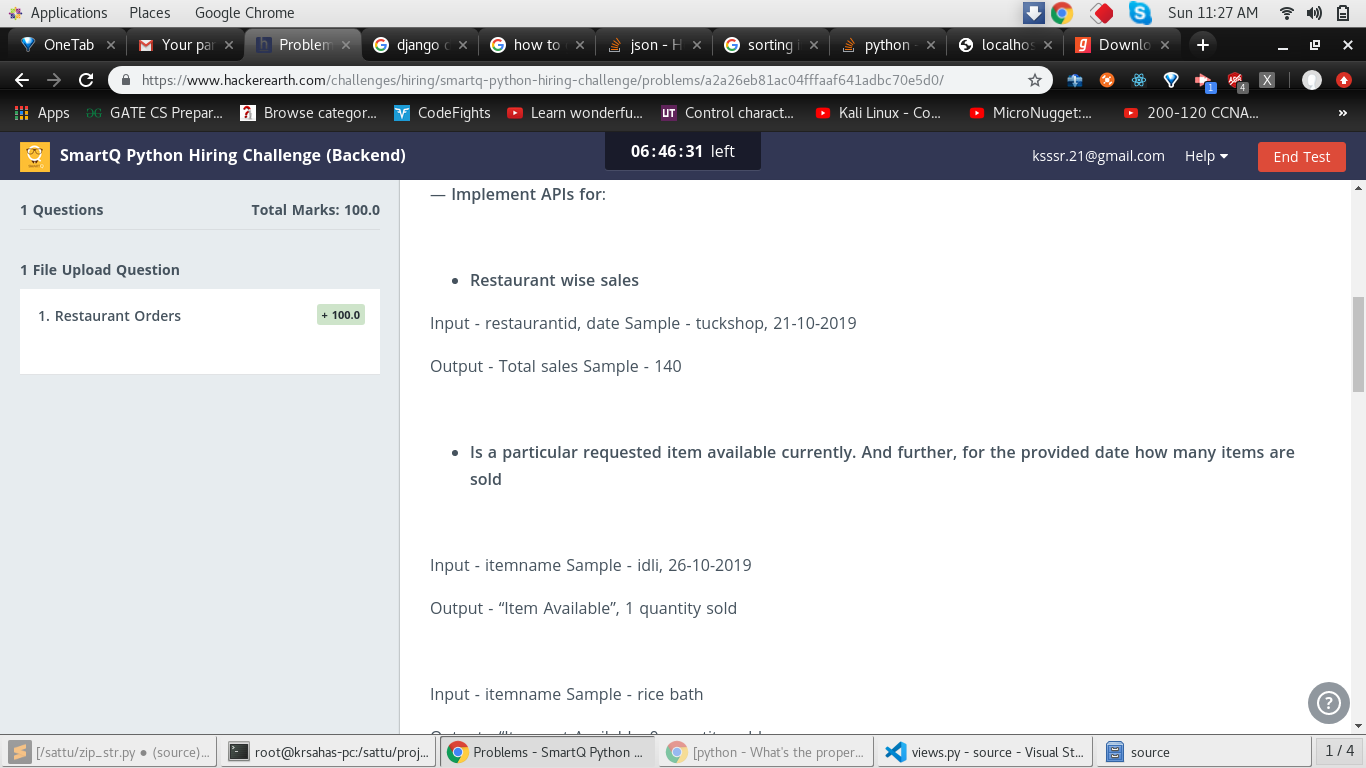 Applications Places Google Chrome Sun 11:27 AM
OneTab Your pa Problem django c how to json - H sorting python - localhos Downlo
https://www.hackerearth.com/challenges/hiring/smartq-python-hiring-challenge/problems/a2a26eb81ac04fffaaf641adbc70e5d0/
1 ABP 4 X
Apps GATE CS Prepar... Browse categor... CodeFights Learn wonderfu... UT Control charact... Kali Linux - Co... MicroNugget:... 200-120 CCNA... »
SmartQ Python Hiring Challenge (Backend) 06:46:31 left ksssr.21@gmail.com Help End Test
1 Questions Total Marks: 100.0
1 File Upload Question
1. Restaurant Orders + 100.0
— Implement APIs for:
• Restaurant wise sales
Input - restaurantid, date Sample - tuckshop, 21-10-2019
Output - Total sales Sample - 140
• Is a particular requested item available currently. And further, for the provided date how many items are
sold
Input - itemname Sample - idli, 26-10-2019
Output - “Item Available”, 1 quantity sold
Input - itemname Sample - rice bath
[/sattu/zip_str.py • (source)... root@krsahas-pc:/sattu/proj... Problems - SmartQ Python ... [python - What's the proper... views.py - source - Visual St... source 1 / 4